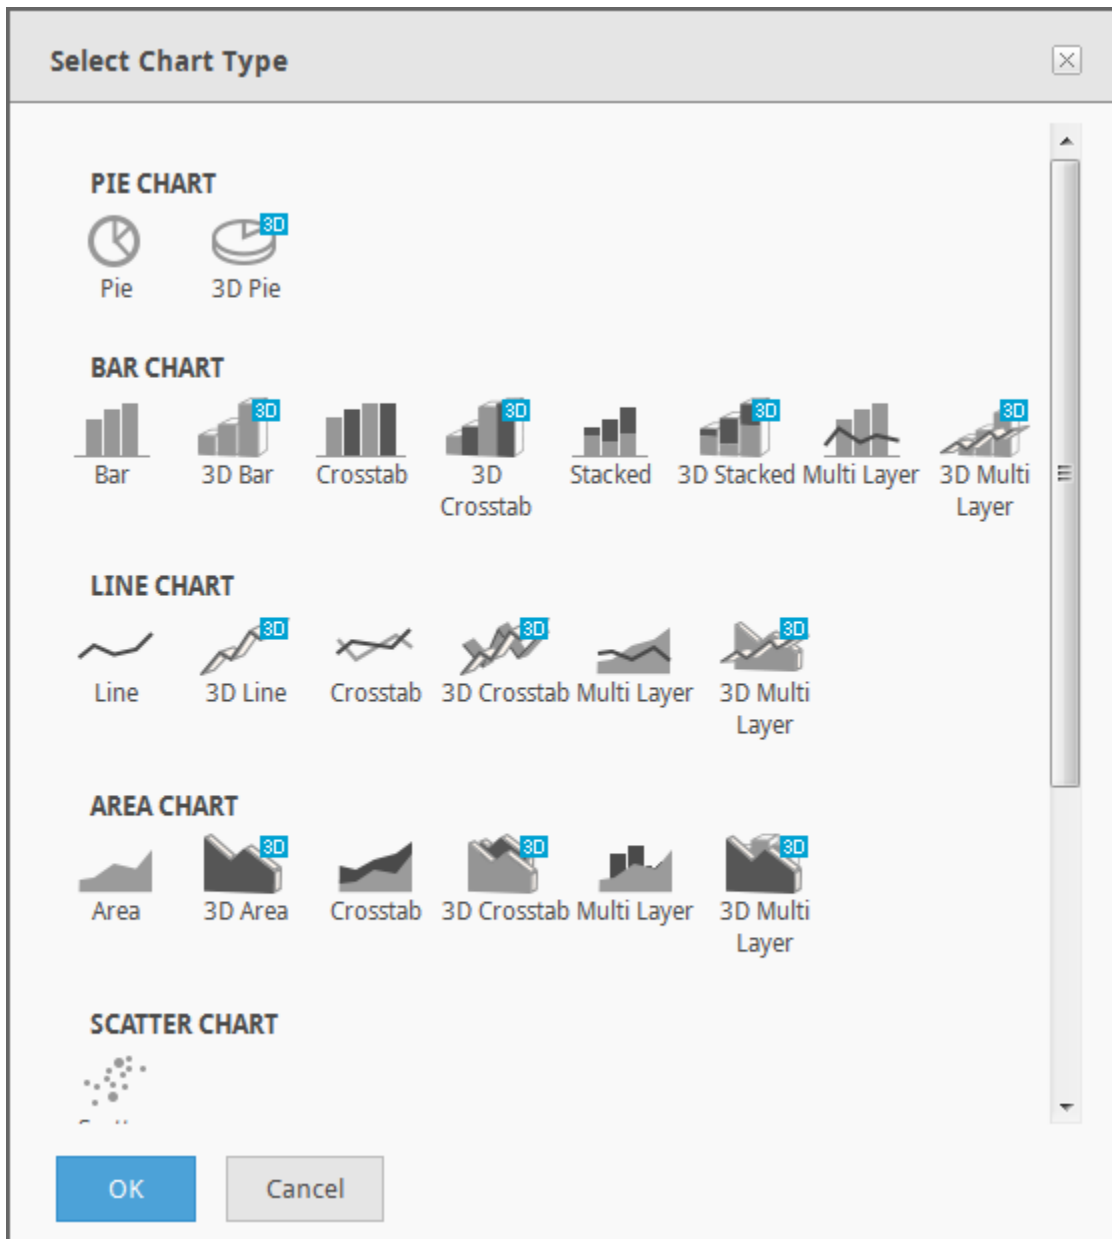 Select Chart Type
PIE CHART
3D
Pie 3D Pie
BAR CHART
3D 3D 3D 3D
Bar 3D Bar Crosstab 3D Stacked 3D Stacked Multi Layer 3D Multi
Crosstab Layer
LINE CHART
3D 3D 3D
Line 3D Line Crosstab 3D Crosstab Multi Layer 3D Multi
Layer
AREA CHART
3D 3D 3D
Area 3D Area Crosstab 3D Crosstab Multi Layer 3D Multi
Layer
SCATTER CHART
OK Cancel